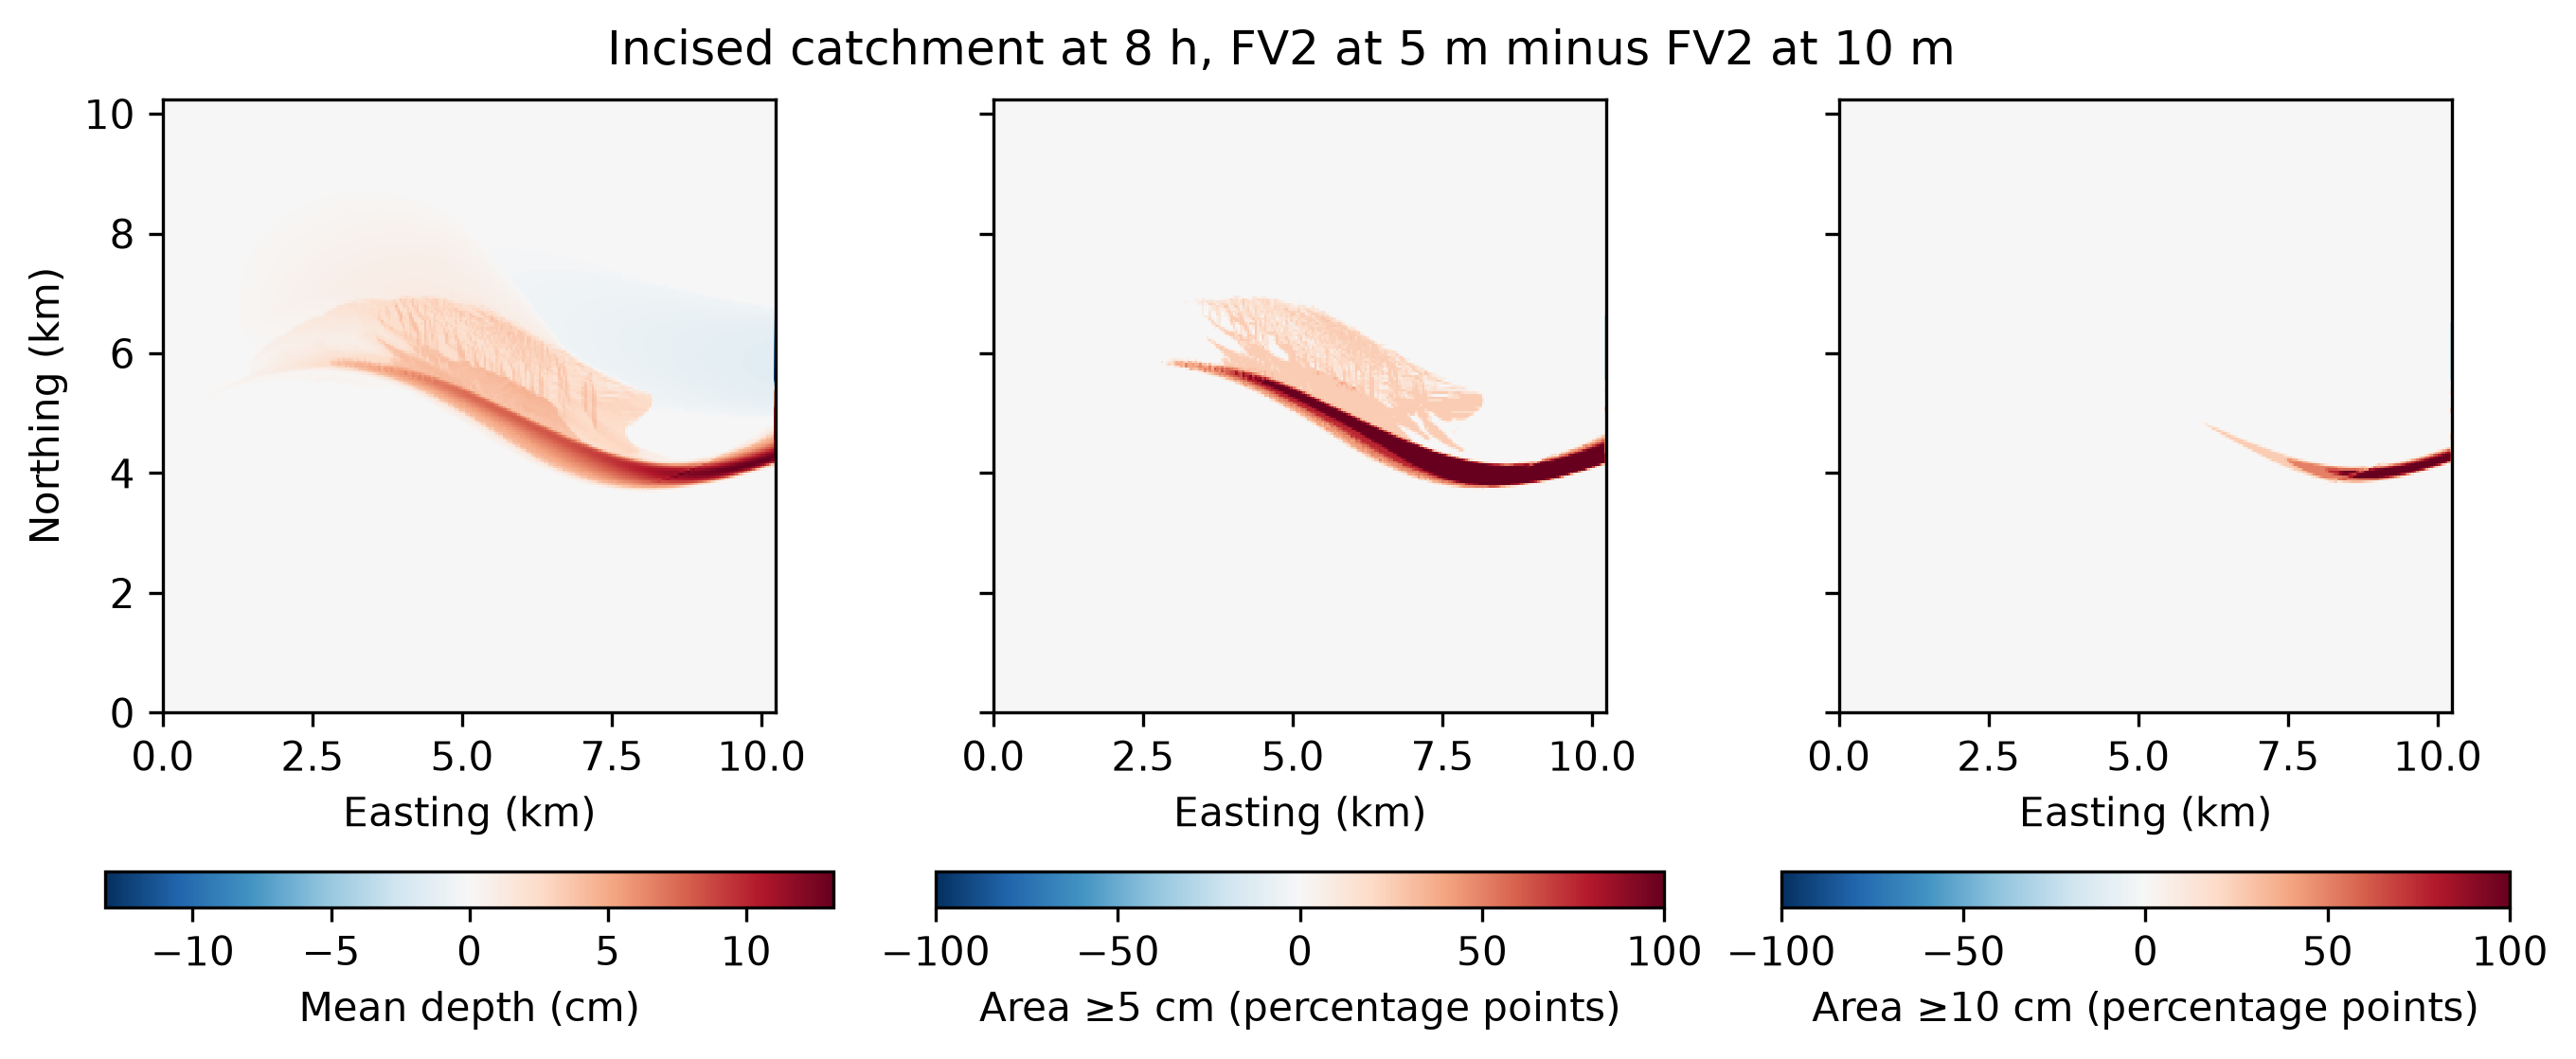 Incised catchment at 8 h, FV2 at 5 m minus FV2 at 10 m
Northing (km)
10
8
6
4
2
0
0.0 2.5 5.0 7.5 10.0
Easting (km)
0.0 2.5 5.0 7.5 10.0
Easting (km)
0.0 2.5 5.0 7.5 10.0
Easting (km)
−10 −5 0 5 10
Mean depth (cm)
−100 −50 0 50 100
Area ≥5 cm (percentage points)
−100 −50 0 50 100
Area ≥10 cm (percentage points)